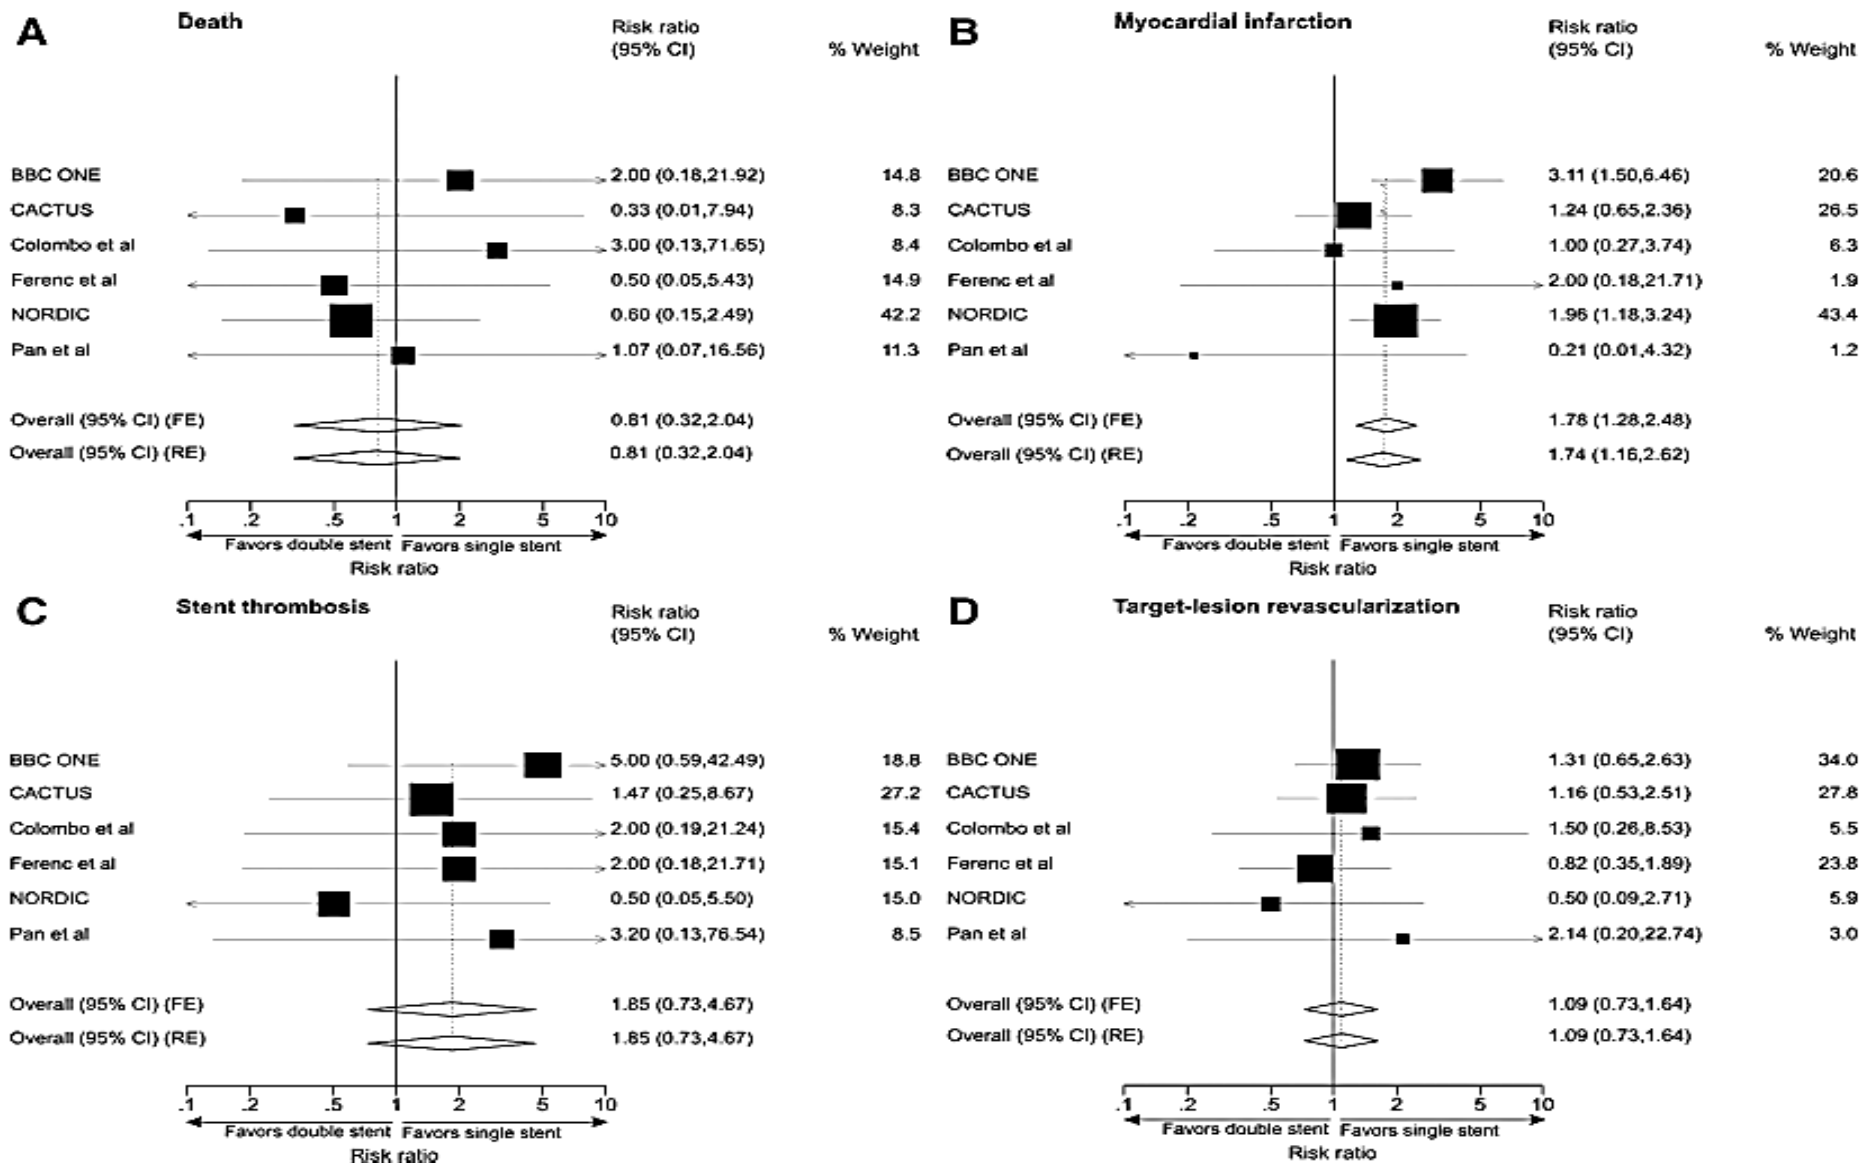 A Death Risk ratio (95% CI) % Weight
BBC ONE 2.00 (0.18,21.92) 14.8
CACTUS 0.33 (0.01,7.94) 8.3
Colombo et al 3.00 (0.13,71.65) 8.4
Ferenc et al 0.50 (0.05,5.43) 14.9
NORDIC 0.60 (0.15,2.49) 42.2
Pan et al 1.07 (0.07,16.56) 11.3
Overall (95% CI) (FE) 0.81 (0.32,2.04)
Overall (95% CI) (RE) 0.81 (0.32,2.04)
.1 .2 .5 1 2 5 10
Favors double stent Favors single stent
Risk ratio
B Myocardial infarction Risk ratio (95% CI) % Weight
BBC ONE 3.11 (1.50,6.46) 20.6
CACTUS 1.24 (0.65,2.36) 26.5
Colombo et al 1.00 (0.27,3.74) 6.3
Ferenc et al 2.00 (0.18,21.71) 1.9
NORDIC 1.96 (1.18,3.24) 43.4
Pan et al 0.21 (0.01,4.32) 1.2
Overall (95% CI) (FE) 1.78 (1.28,2.48)
Overall (95% CI) (RE) 1.74 (1.16,2.62)
.1 .2 .5 1 2 5 10
Favors double stent Favors single stent
Risk ratio
C Stent thrombosis Risk ratio (95% CI) % Weight
BBC ONE 5.00 (0.59,42.49) 18.8
CACTUS 1.47 (0.25,8.67) 27.2
Colombo et al 2.00 (0.19,21.24) 15.4
Ferenc et al 2.00 (0.18,21.71) 15.1
NORDIC 0.50 (0.05,5.50) 15.0
Pan et al 3.20 (0.13,76.54) 8.5
Overall (95% CI) (FE) 1.85 (0.73,4.67)
Overall (95% CI) (RE) 1.85 (0.73,4.67)
.1 .2 .5 1 2 5 10
Favors double stent Favors single stent
Risk ratio
D Target-lesion revascularization Risk ratio (95% CI) % Weight
BBC ONE 1.31 (0.65,2.63) 34.0
CACTUS 1.16 (0.53,2.51) 27.8
Colombo et al 1.50 (0.26,8.53) 5.5
Ferenc et al 0.82 (0.35,1.89) 23.8
NORDIC 0.50 (0.09,2.71) 5.9
Pan et al 2.14 (0.20,22.74) 3.0
Overall (95% CI) (FE) 1.09 (0.73,1.64)
Overall (95% CI) (RE) 1.09 (0.73,1.64)
.1 .2 .5 1 2 5 10
Favors double stent Favors single stent
Risk ratio